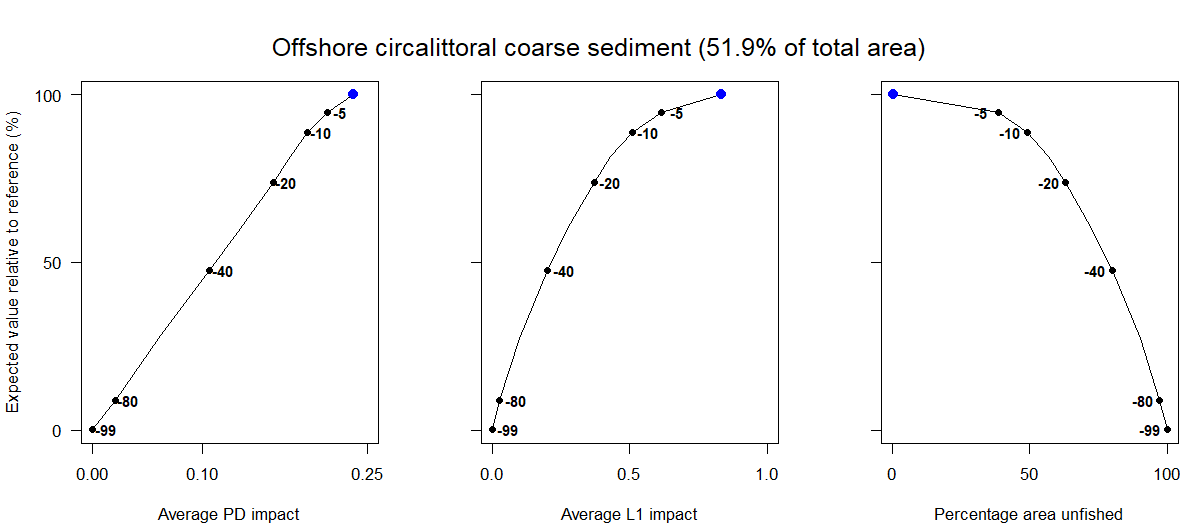 Offshore circalittoral coarse sediment (51.9% of total area)
Expected value relative to reference (%)
100
50
0
-5
-10
-20
-40
-80
-99
0.00 0.10 0.25
Average PD impact
-5
-10
-20
-40
-80
-99
0.0 0.5 1.0
Average L1 impact
-5
-10
-20
-40
-80
-99
0 50 100
Percentage area unfished